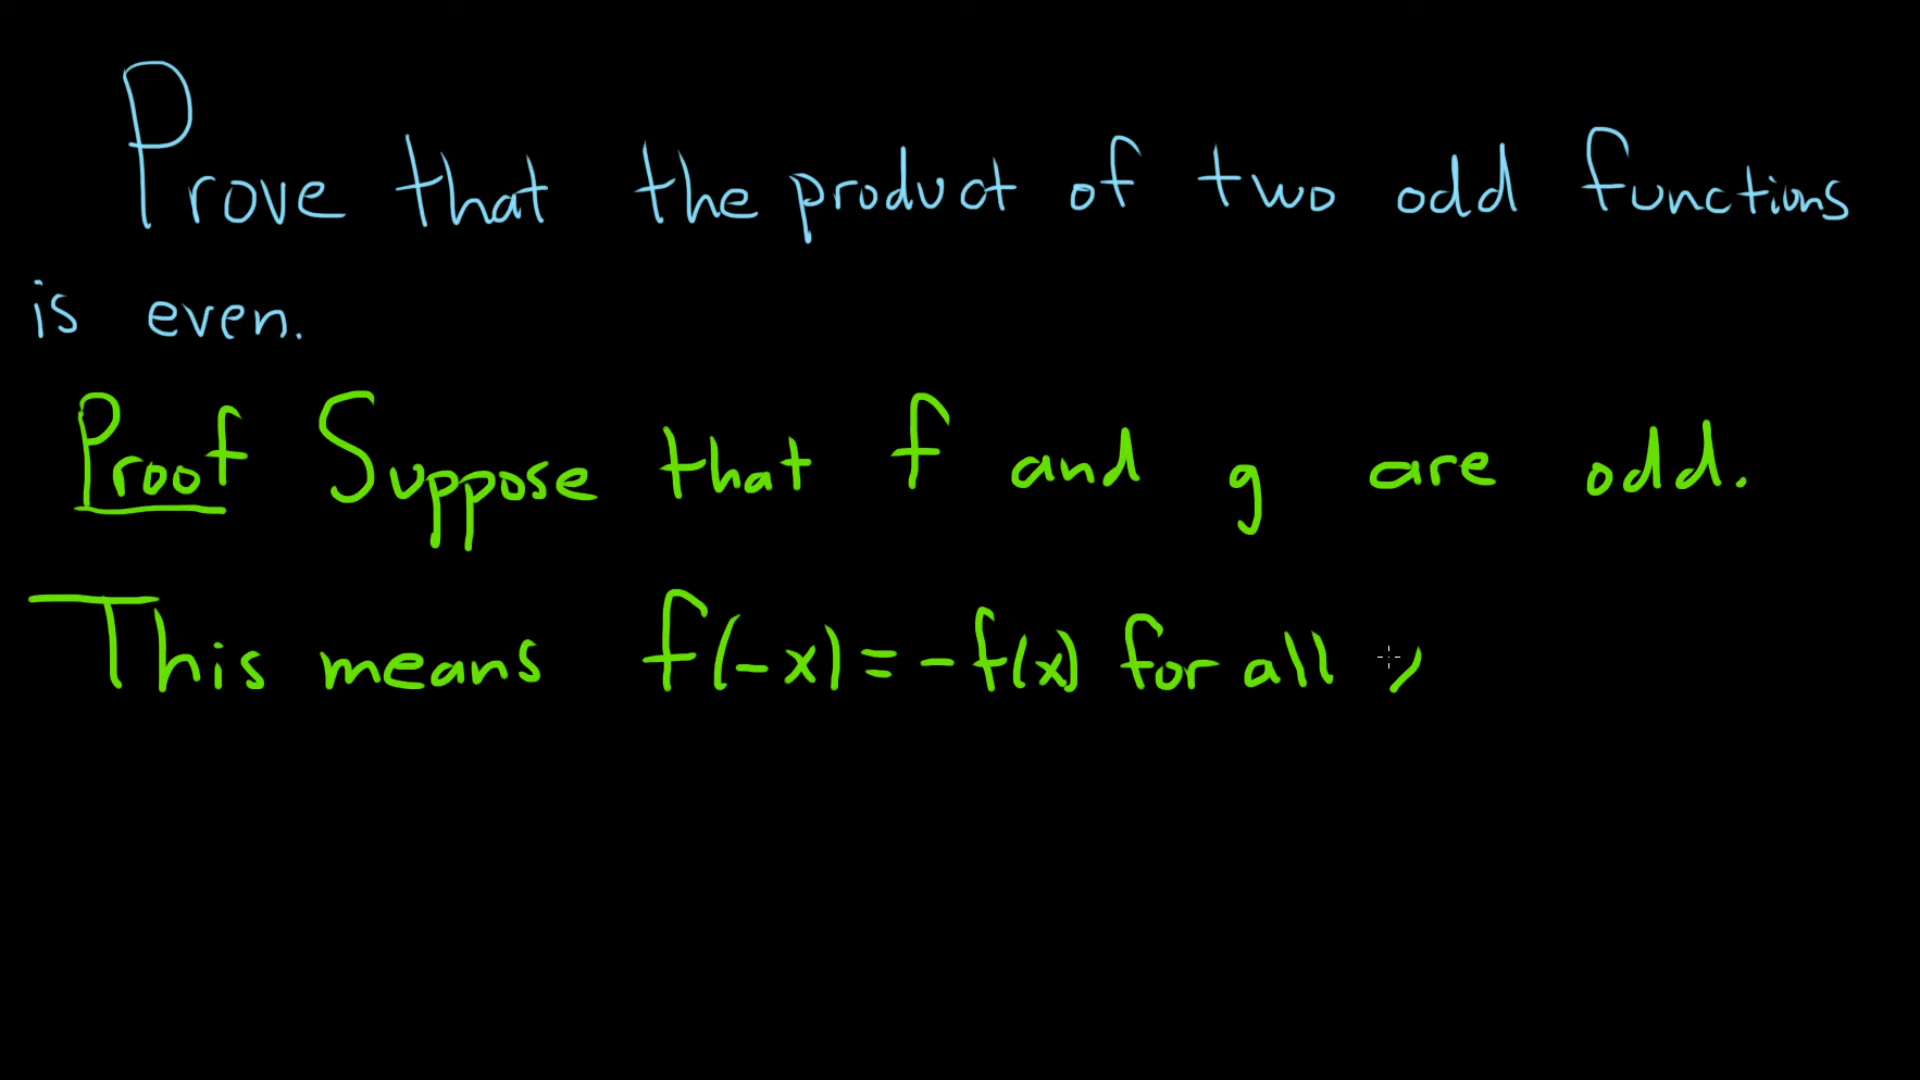 Prove that the product of two odd functions
is even.
Proof Suppose that f and g are odd.
This means f(-x) = -f(x) for all